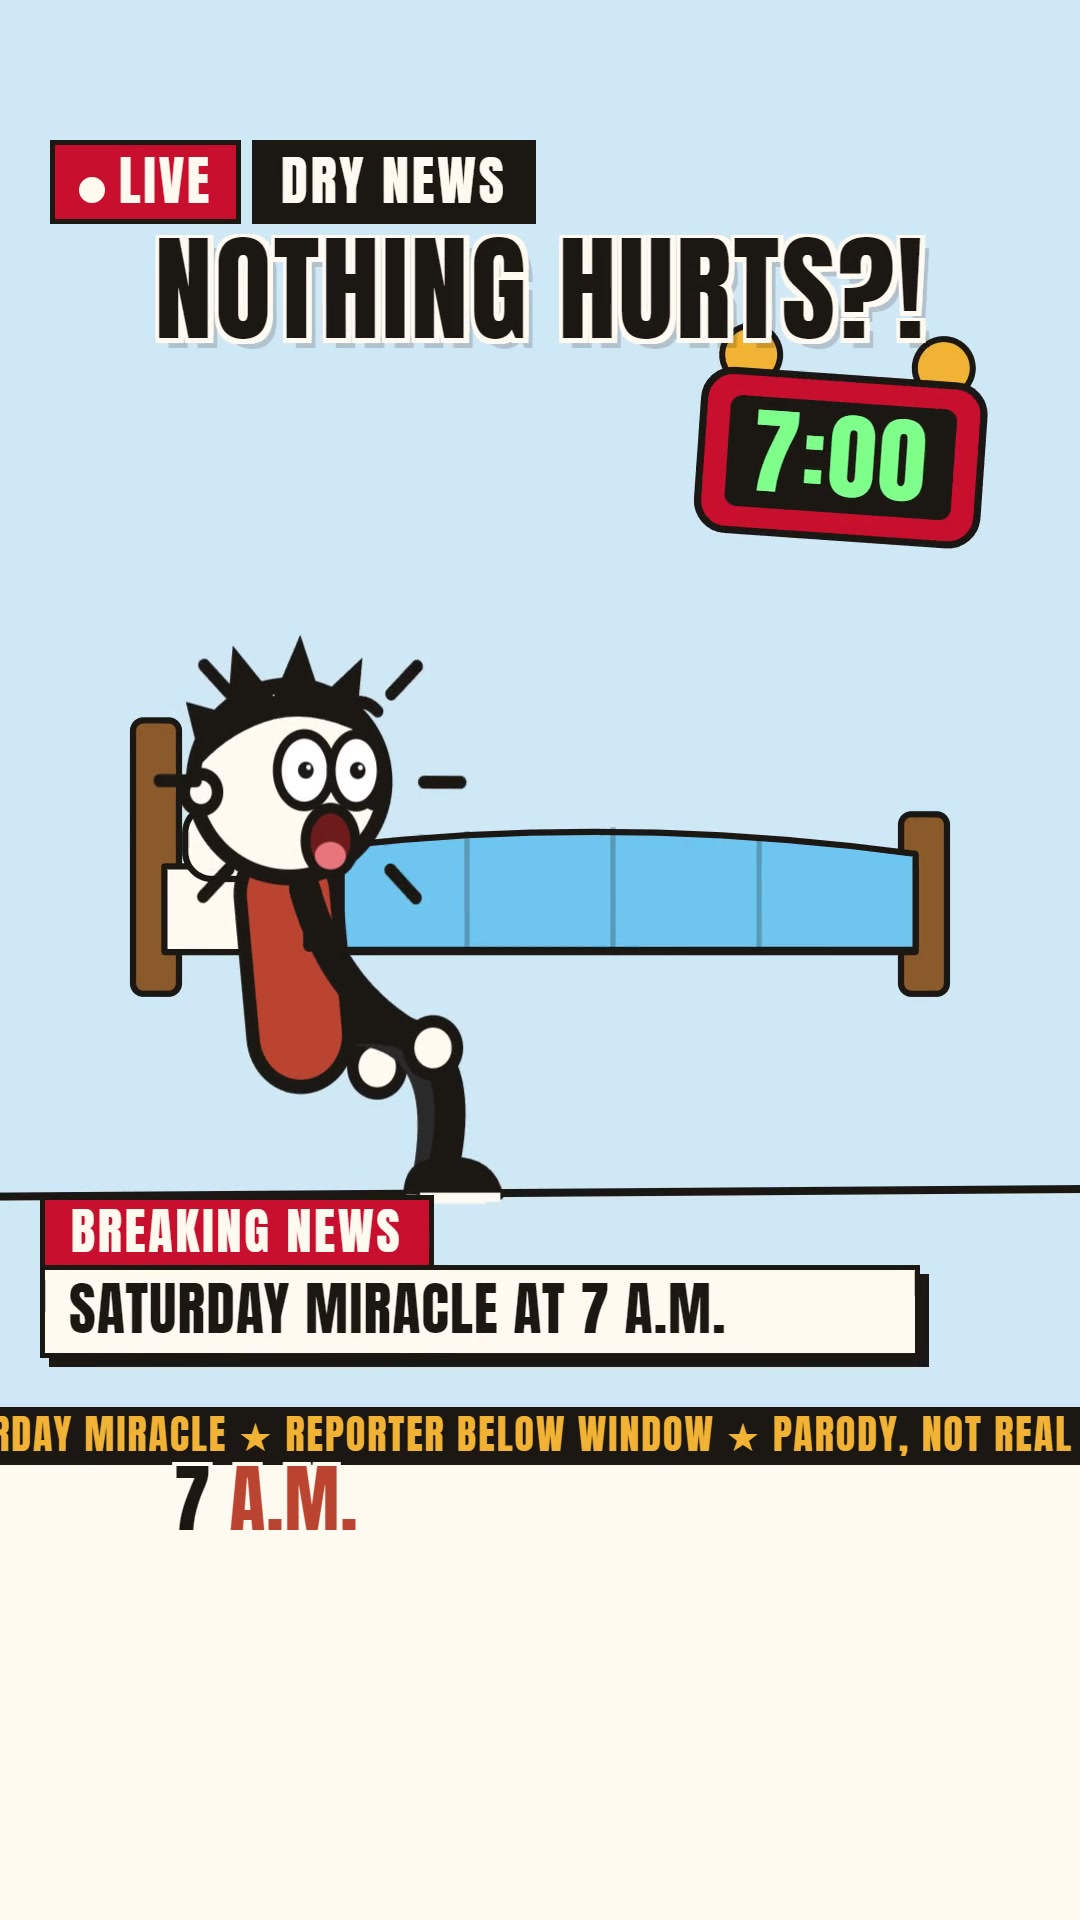 LIVE DRY NEWS
NOTHING HURTS?!
7:00
BREAKING NEWS
SATURDAY MIRACLE AT 7 A.M.
MIRACLE ★ REPORTER BELOW WINDOW ★ PARODY, NOT REAL
7 A.M.